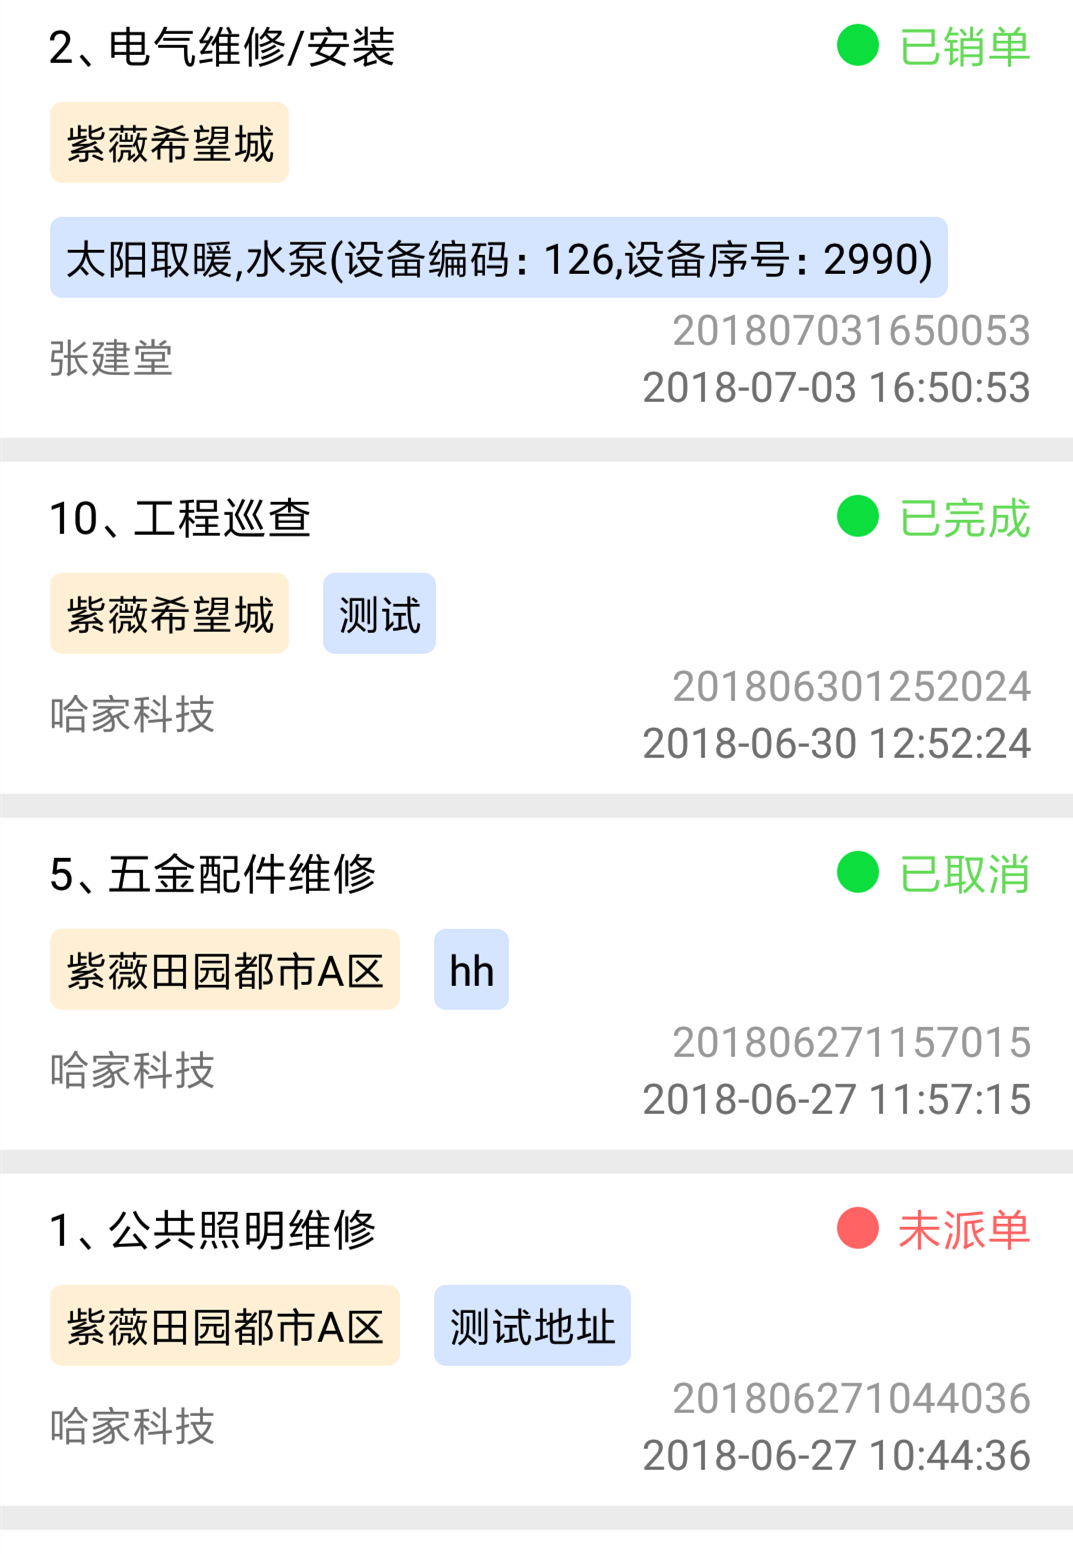 2、电气维修/安装 已销单
紫薇希望城
太阳取暖,水泵(设备编码：126,设备序号：2990)
201807031650053
张建堂
2018-07-03 16:50:53
10、工程巡查 已完成
紫薇希望城 测试
201806301252024
哈家科技
2018-06-30 12:52:24
5、五金配件维修 已取消
紫薇田园都市A区 hh
201806271157015
哈家科技
2018-06-27 11:57:15
1、公共照明维修 未派单
紫薇田园都市A区 测试地址
201806271044036
哈家科技
2018-06-27 10:44:36